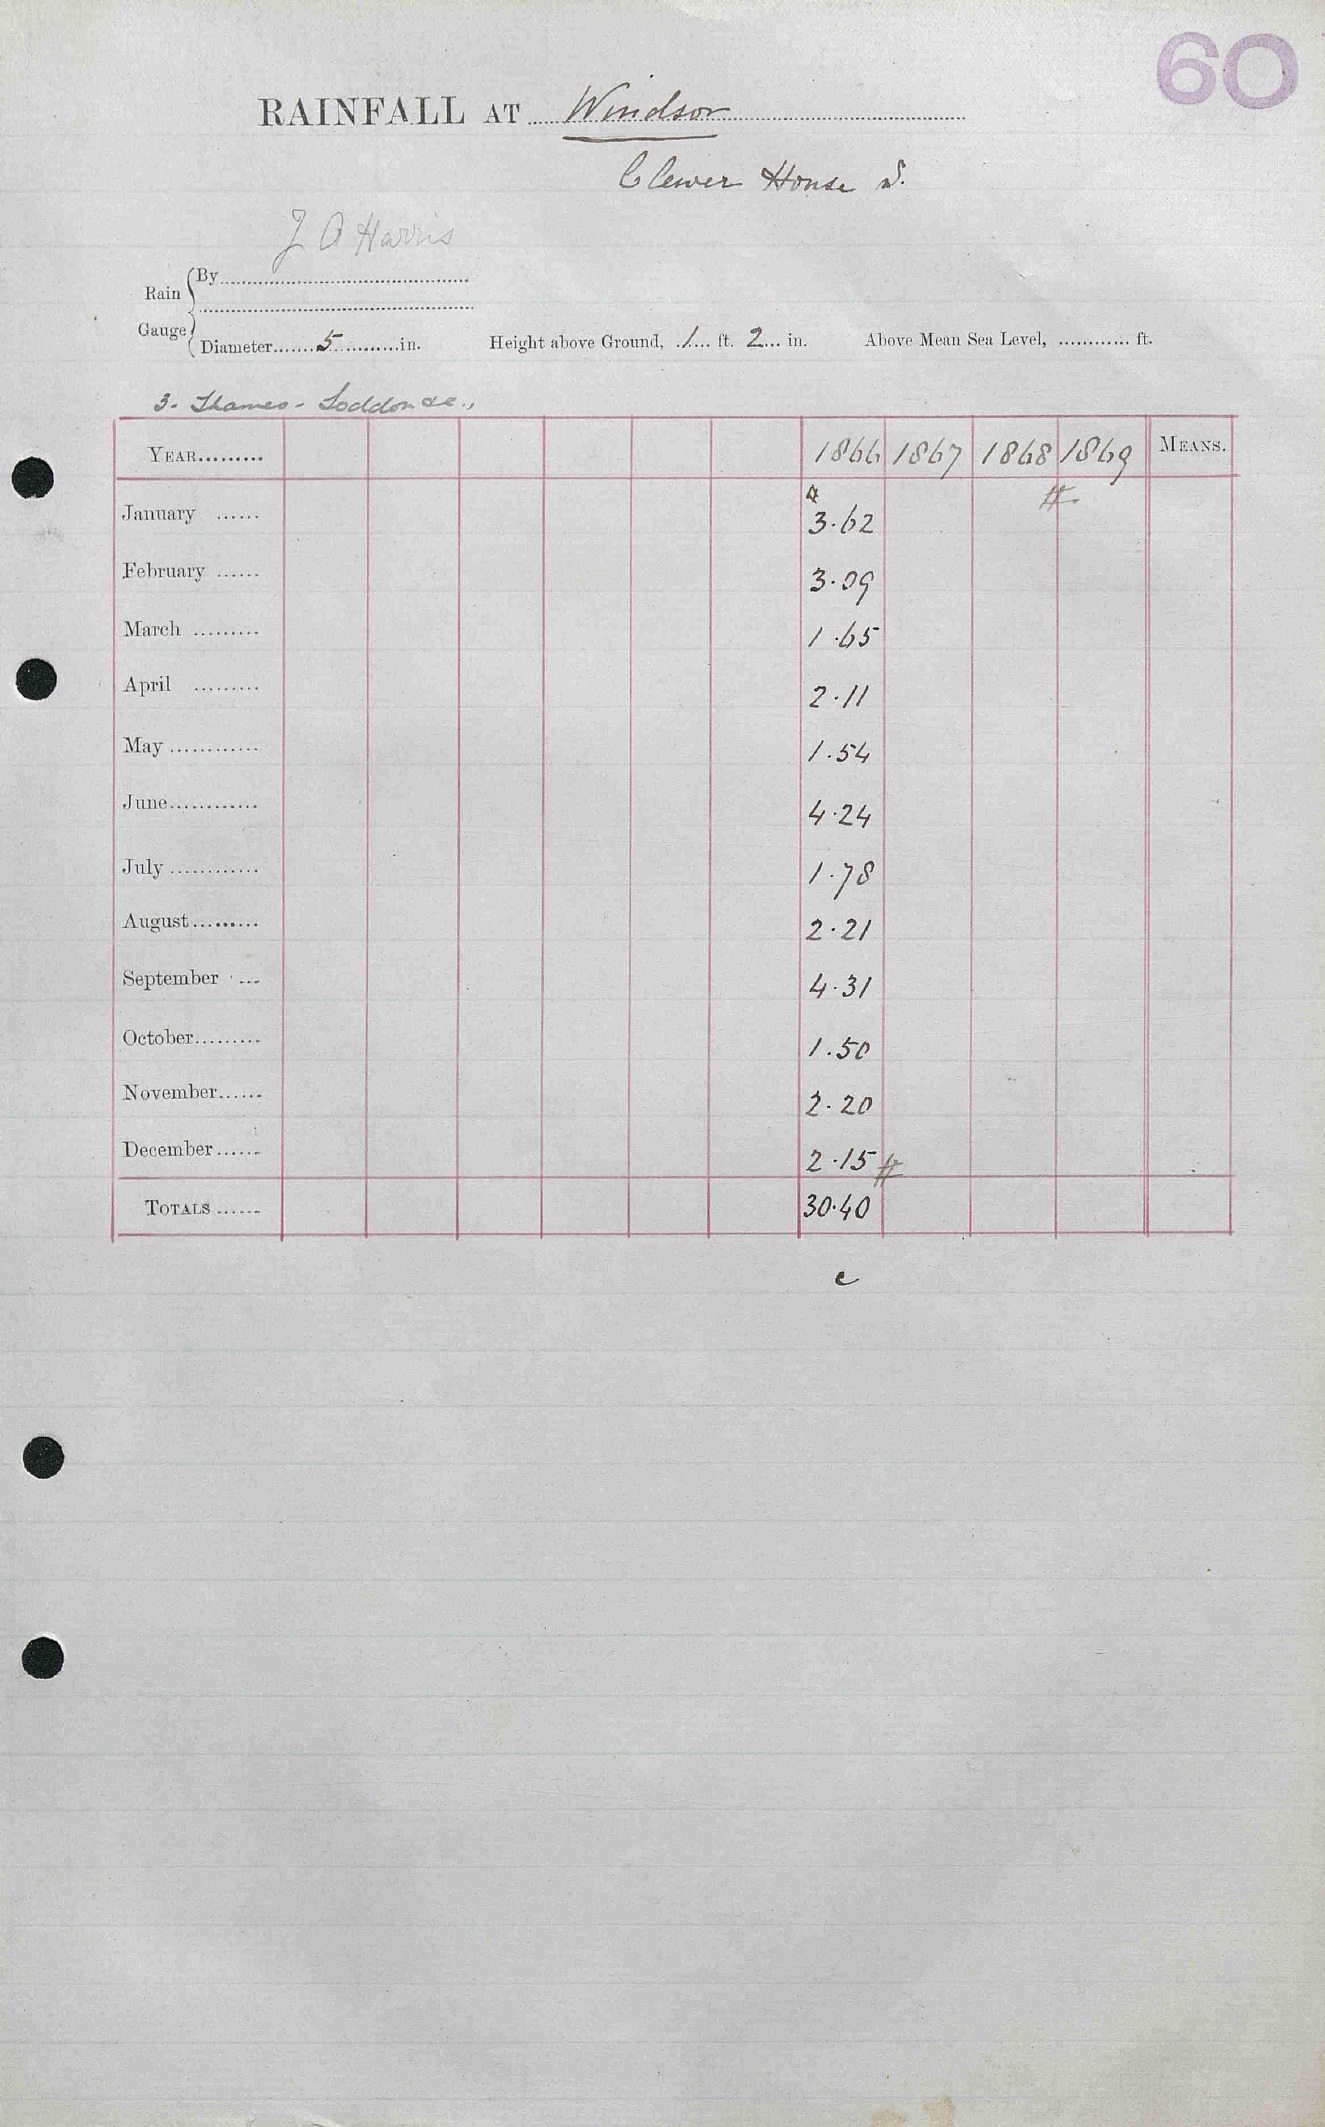 60
RAINFALL AT Windsor
Clewer House S.
J A Harris
Rain Gauge
By
Diameter 5 in. Height above Ground, 1 ft. 2 in. Above Mean Sea Level, ft.
3. Thames - Loddon &c.,
YEAR 1866 1867 1868 1869 MEANS.
#
January 3.62
February 3.09
March 1.65
April 2.11
May 1.54
June 4.24
July 1.78
August 2.21
September 4.31
October 1.50
November 2.20
December 2.15 #
TOTALS 30.40
c